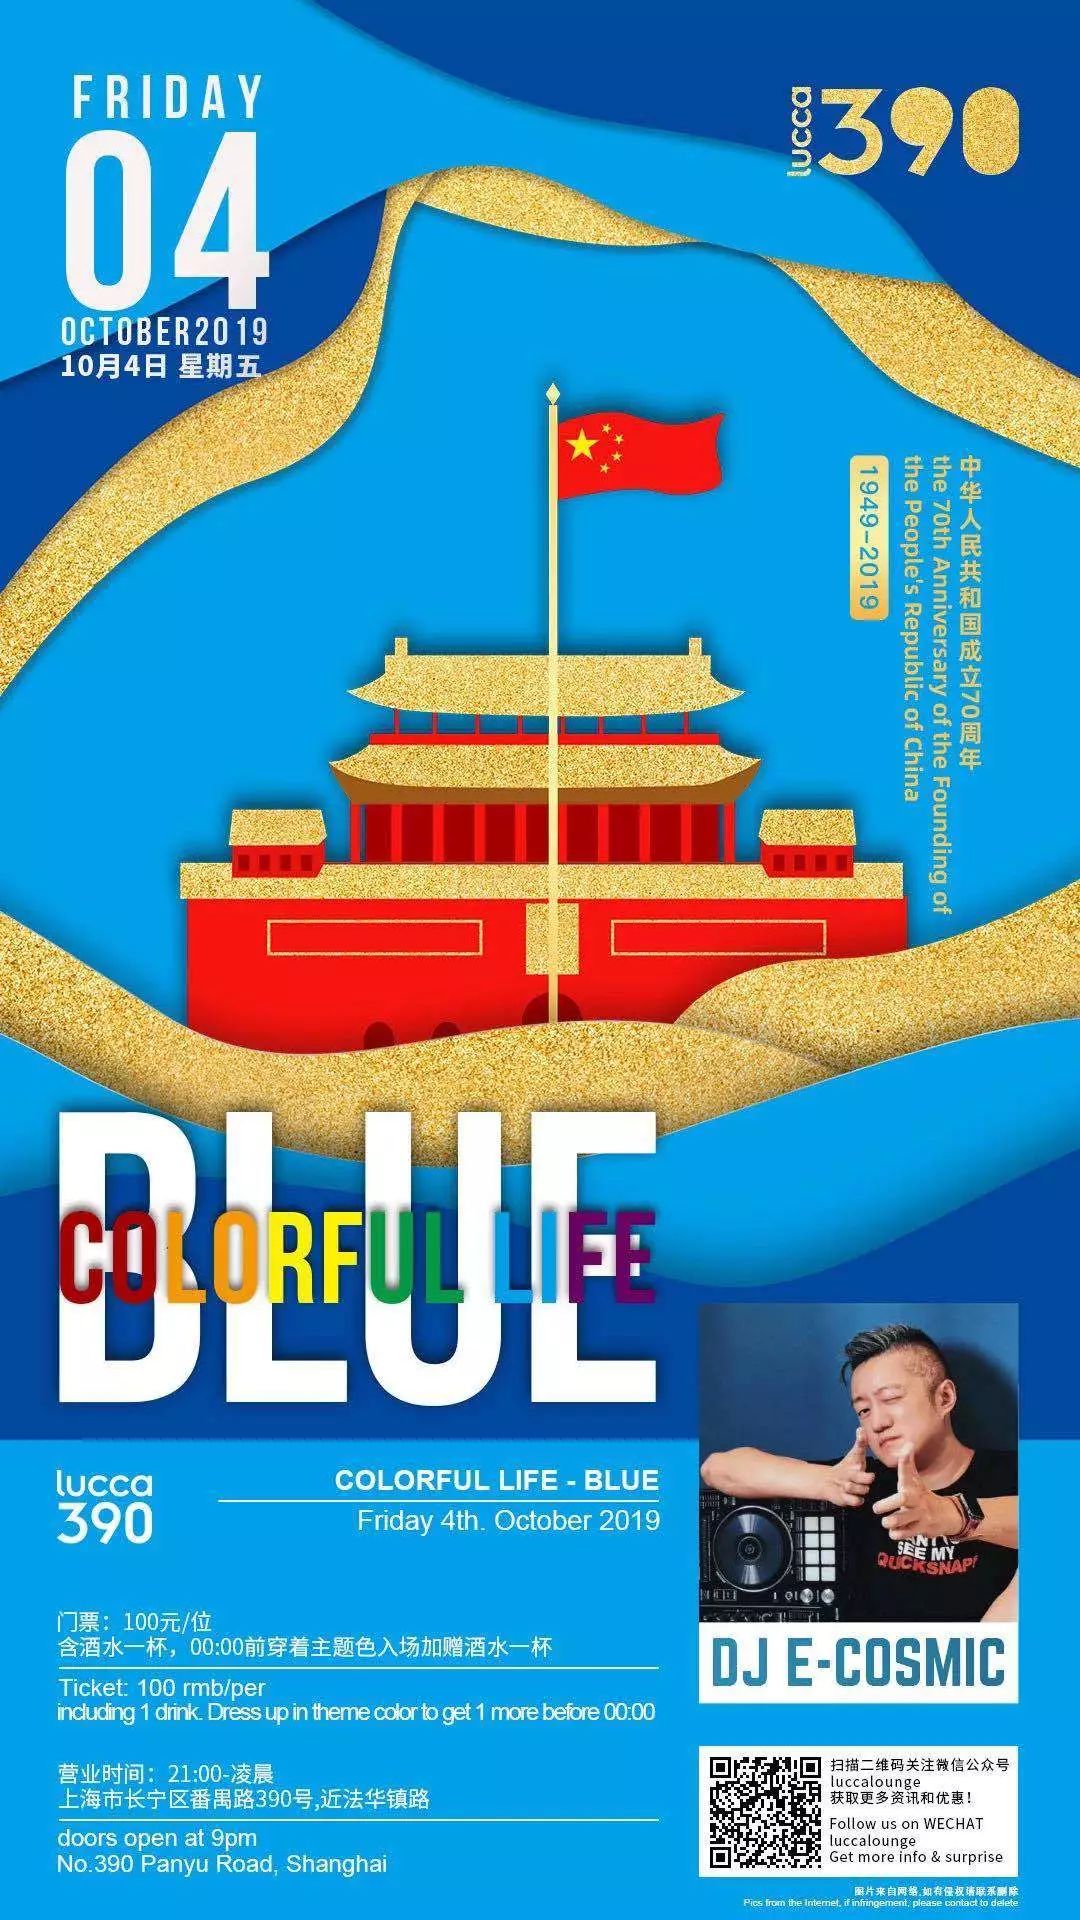 FRIDAY
04
OCTOBER2019
10月4日 星期五
lucca
390
中华人民共和国成立70周年
the 70th Anniversary of the Founding of
the People's Republic of China
1949-2019
BLUE
COLORFUL LIFE
lucca
390
COLORFUL LIFE - BLUE
Friday 4th. October 2019
SEE MY
QUICKSNAP!
DJ E-COSMIC
门票：100元/位
含酒水一杯，00:00前穿着主题色入场加赠酒水一杯
Ticket: 100 rmb/per
including 1 drink. Dress up in theme color to get 1 more before 00:00
营业时间：21:00-凌晨
上海市长宁区番禺路390号,近法华镇路
doors open at 9pm
No.390 Panyu Road, Shanghai
扫描二维码关注微信公众号
luccalounge
获取更多资讯和优惠！
Follow us on WECHAT
luccalounge
Get more info & surprise
图片来自网络,如有侵权请联系删除
Pics from the Internet, if infringement, please contact to delete